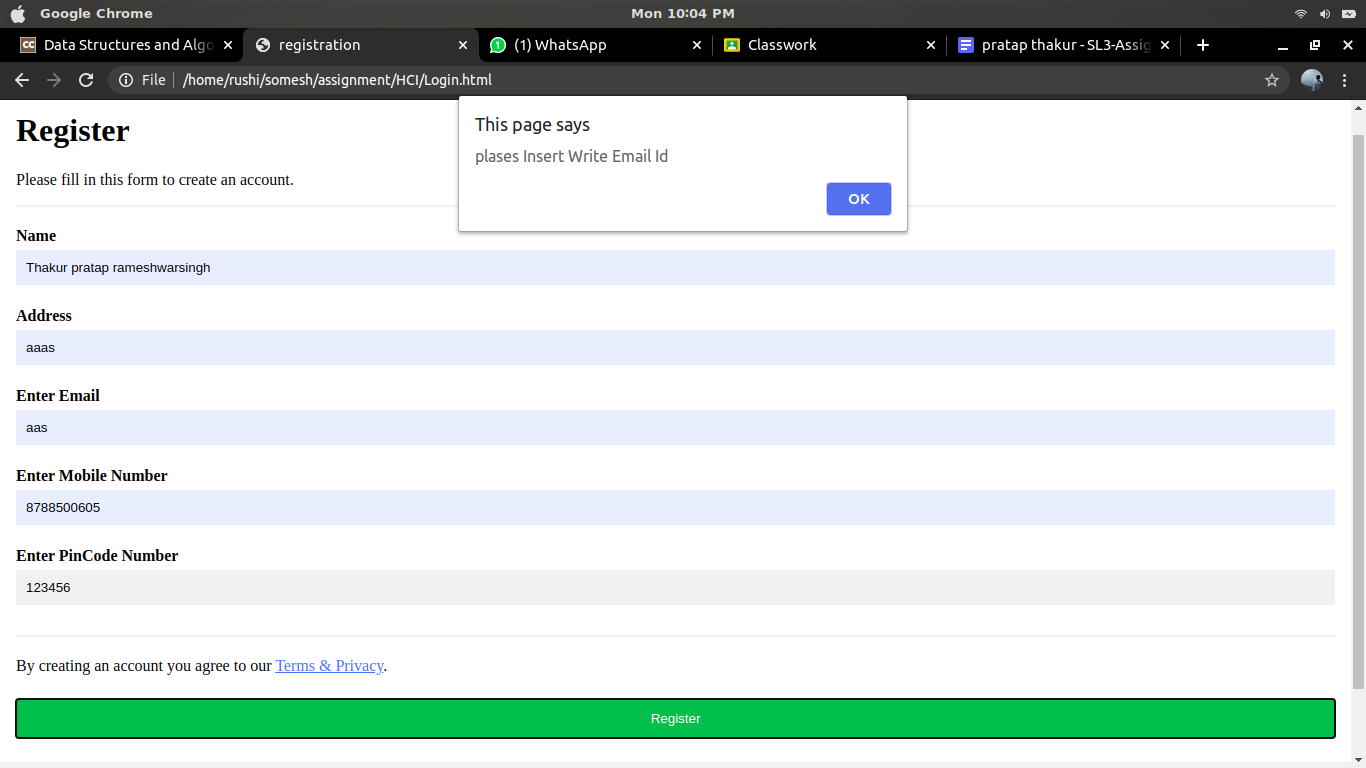 Google Chrome
Mon 10:04 PM
Data Structures and Algo
registration
(1) WhatsApp
Classwork
pratap thakur - SL3-Assig
File
/home/rushi/somesh/assignment/HCI/Login.html
This page says
plases Insert Write Email Id
OK
Register
Please fill in this form to create an account.
Name
Thakur pratap rameshwarsingh
Address
aaas
Enter Email
aas
Enter Mobile Number
8788500605
Enter PinCode Number
123456
By creating an account you agree to our Terms & Privacy.
Register